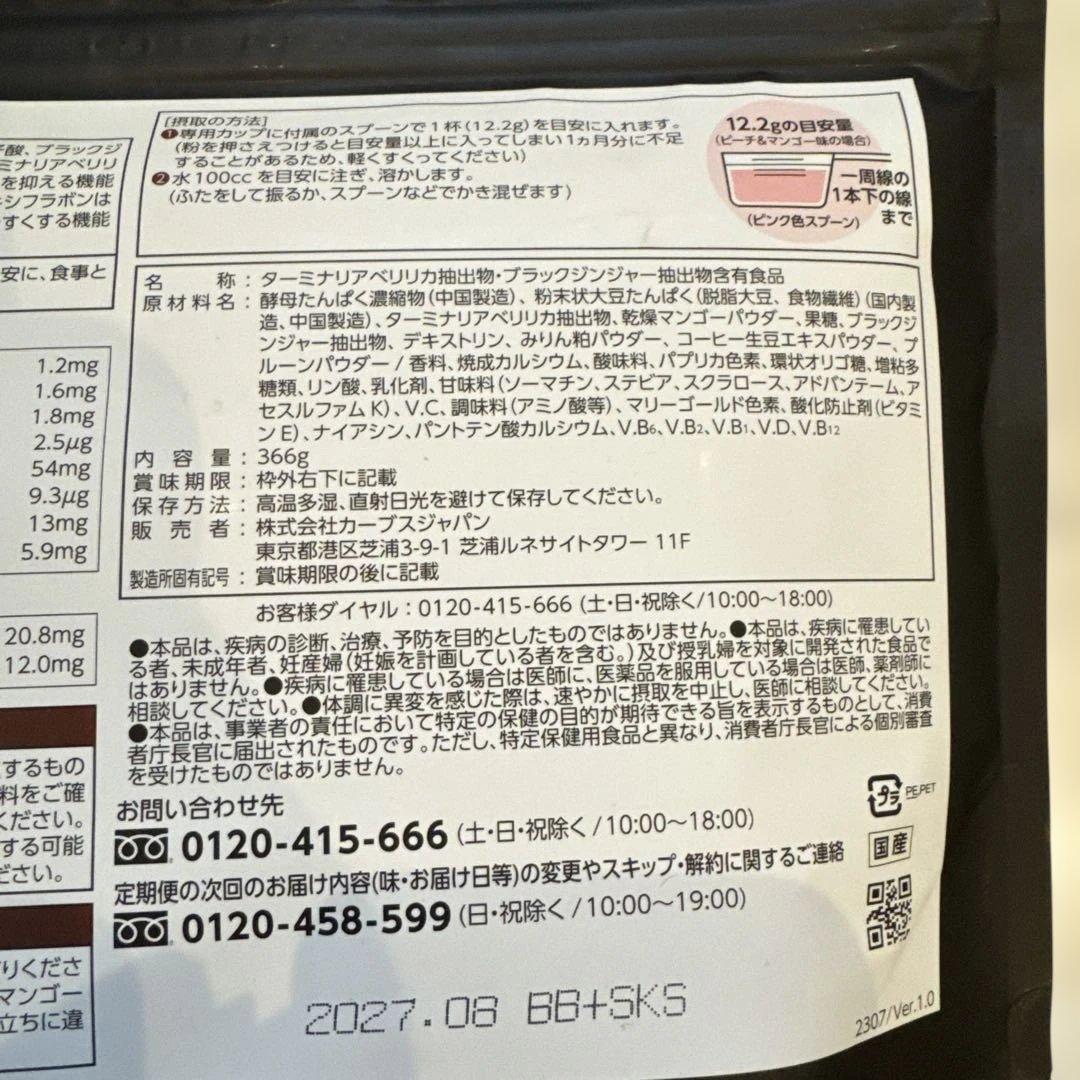 [摂取の方法]
❶専用カップに付属のスプーンで1杯(12.2g)を目安に入れます。
(粉を押さえつけると目安量以上に入ってしまい1ヵ月分に不足
することがあるため、軽くすくってください)
❷水100ccを目安に注ぎ、溶かします。
(ふたをして振るか、スプーンなどでかき混ぜます)
12.2gの目安量
(ピーチ&マンゴー味の場合)
一周線の
1本下の線
まで
(ピンク色スプーン)
酸、ブラックジ
ミナリアベリリ
を抑える機能
シフラボンは
すくする機能
安に、食事と
1.2mg
1.6mg
1.8mg
2.5μg
54mg
9.3μg
13mg
5.9mg
20.8mg
12.0mg
するもの
料をご確
ください。
する可能
ださい。
りくださ
マンゴー
立ちに違
名称:ターミナリアベリリカ抽出物・ブラックジンジャー抽出物含有食品
原材料名:酵母たんぱく濃縮物(中国製造)、粉末状大豆たんぱく(脱脂大豆、食物繊維)(国内製
造、中国製造)、ターミナリアベリリカ抽出物、乾燥マンゴーパウダー、果糖、ブラックジ
ンジャー抽出物、デキストリン、みりん粕パウダー、コーヒー生豆エキスパウダー、プ
ルーンパウダー/香料、焼成カルシウム、酸味料、パプリカ色素、環状オリゴ糖、増粘多
糖類、リン酸、乳化剤、甘味料(ソーマチン、ステビア、スクラロース、アドバンテーム、ア
セスルファムK)、V.C、調味料(アミノ酸等)、マリーゴールド色素、酸化防止剤(ビタミ
ンE)、ナイアシン、パントテン酸カルシウム、V.B6、V.B2、V.B1、V.D、V.B12
内容量:366g
賞味期限:枠外右下に記載
保存方法:高温多湿、直射日光を避けて保存してください。
販売者:株式会社カーブスジャパン
東京都港区芝浦3-9-1 芝浦ルネサイトタワー 11F
製造所固有記号:賞味期限の後に記載
お客様ダイヤル:0120-415-666 (土・日・祝除く/10:00~18:00)
●本品は、疾病の診断、治療、予防を目的としたものではありません。●本品は、疾病に罹患してい
る者、未成年者、妊産婦(妊娠を計画している者を含む。)及び授乳婦を対象に開発された食品で
はありません。●疾病に罹患している場合は医師に、医薬品を服用している場合は医師、薬剤師に
相談してください。●体調に異変を感じた際は、速やかに摂取を中止し、医師に相談してください。
●本品は、事業者の責任において特定の保健の目的が期待できる旨を表示するものとして、消費
者庁長官に届出されたものです。ただし、特定保健用食品と異なり、消費者庁長官による個別審査
を受けたものではありません。
お問い合わせ先
0120-415-666 (土・日・祝除く/10:00~18:00)
定期便の次回のお届け内容(味・お届け日等)の変更やスキップ・解約に関するご連絡
0120-458-599 (日・祝除く/10:00~19:00)
プラ PE,PET
国産
2027.08 BB+SKS
2307/Ver.1.0